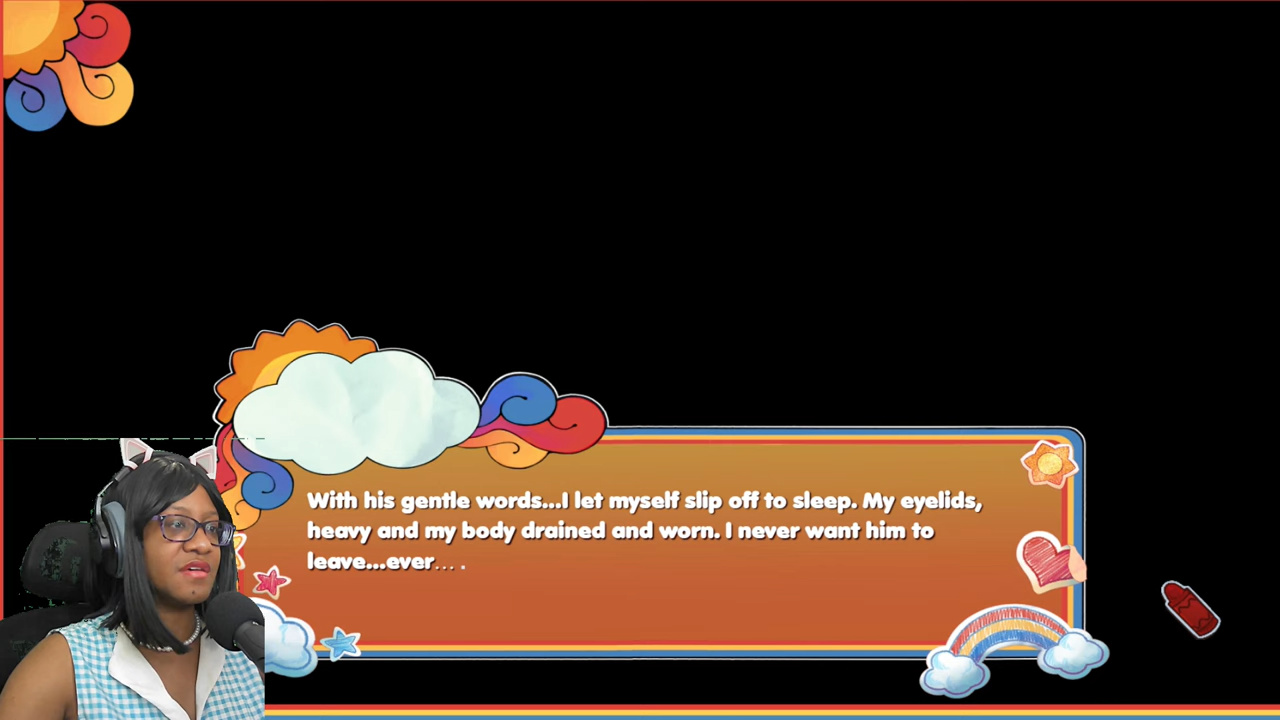 With his gentle words...I let myself slip off to sleep. My eyelids,
heavy and my body drained and worn. I never want him to
leave...ever... .